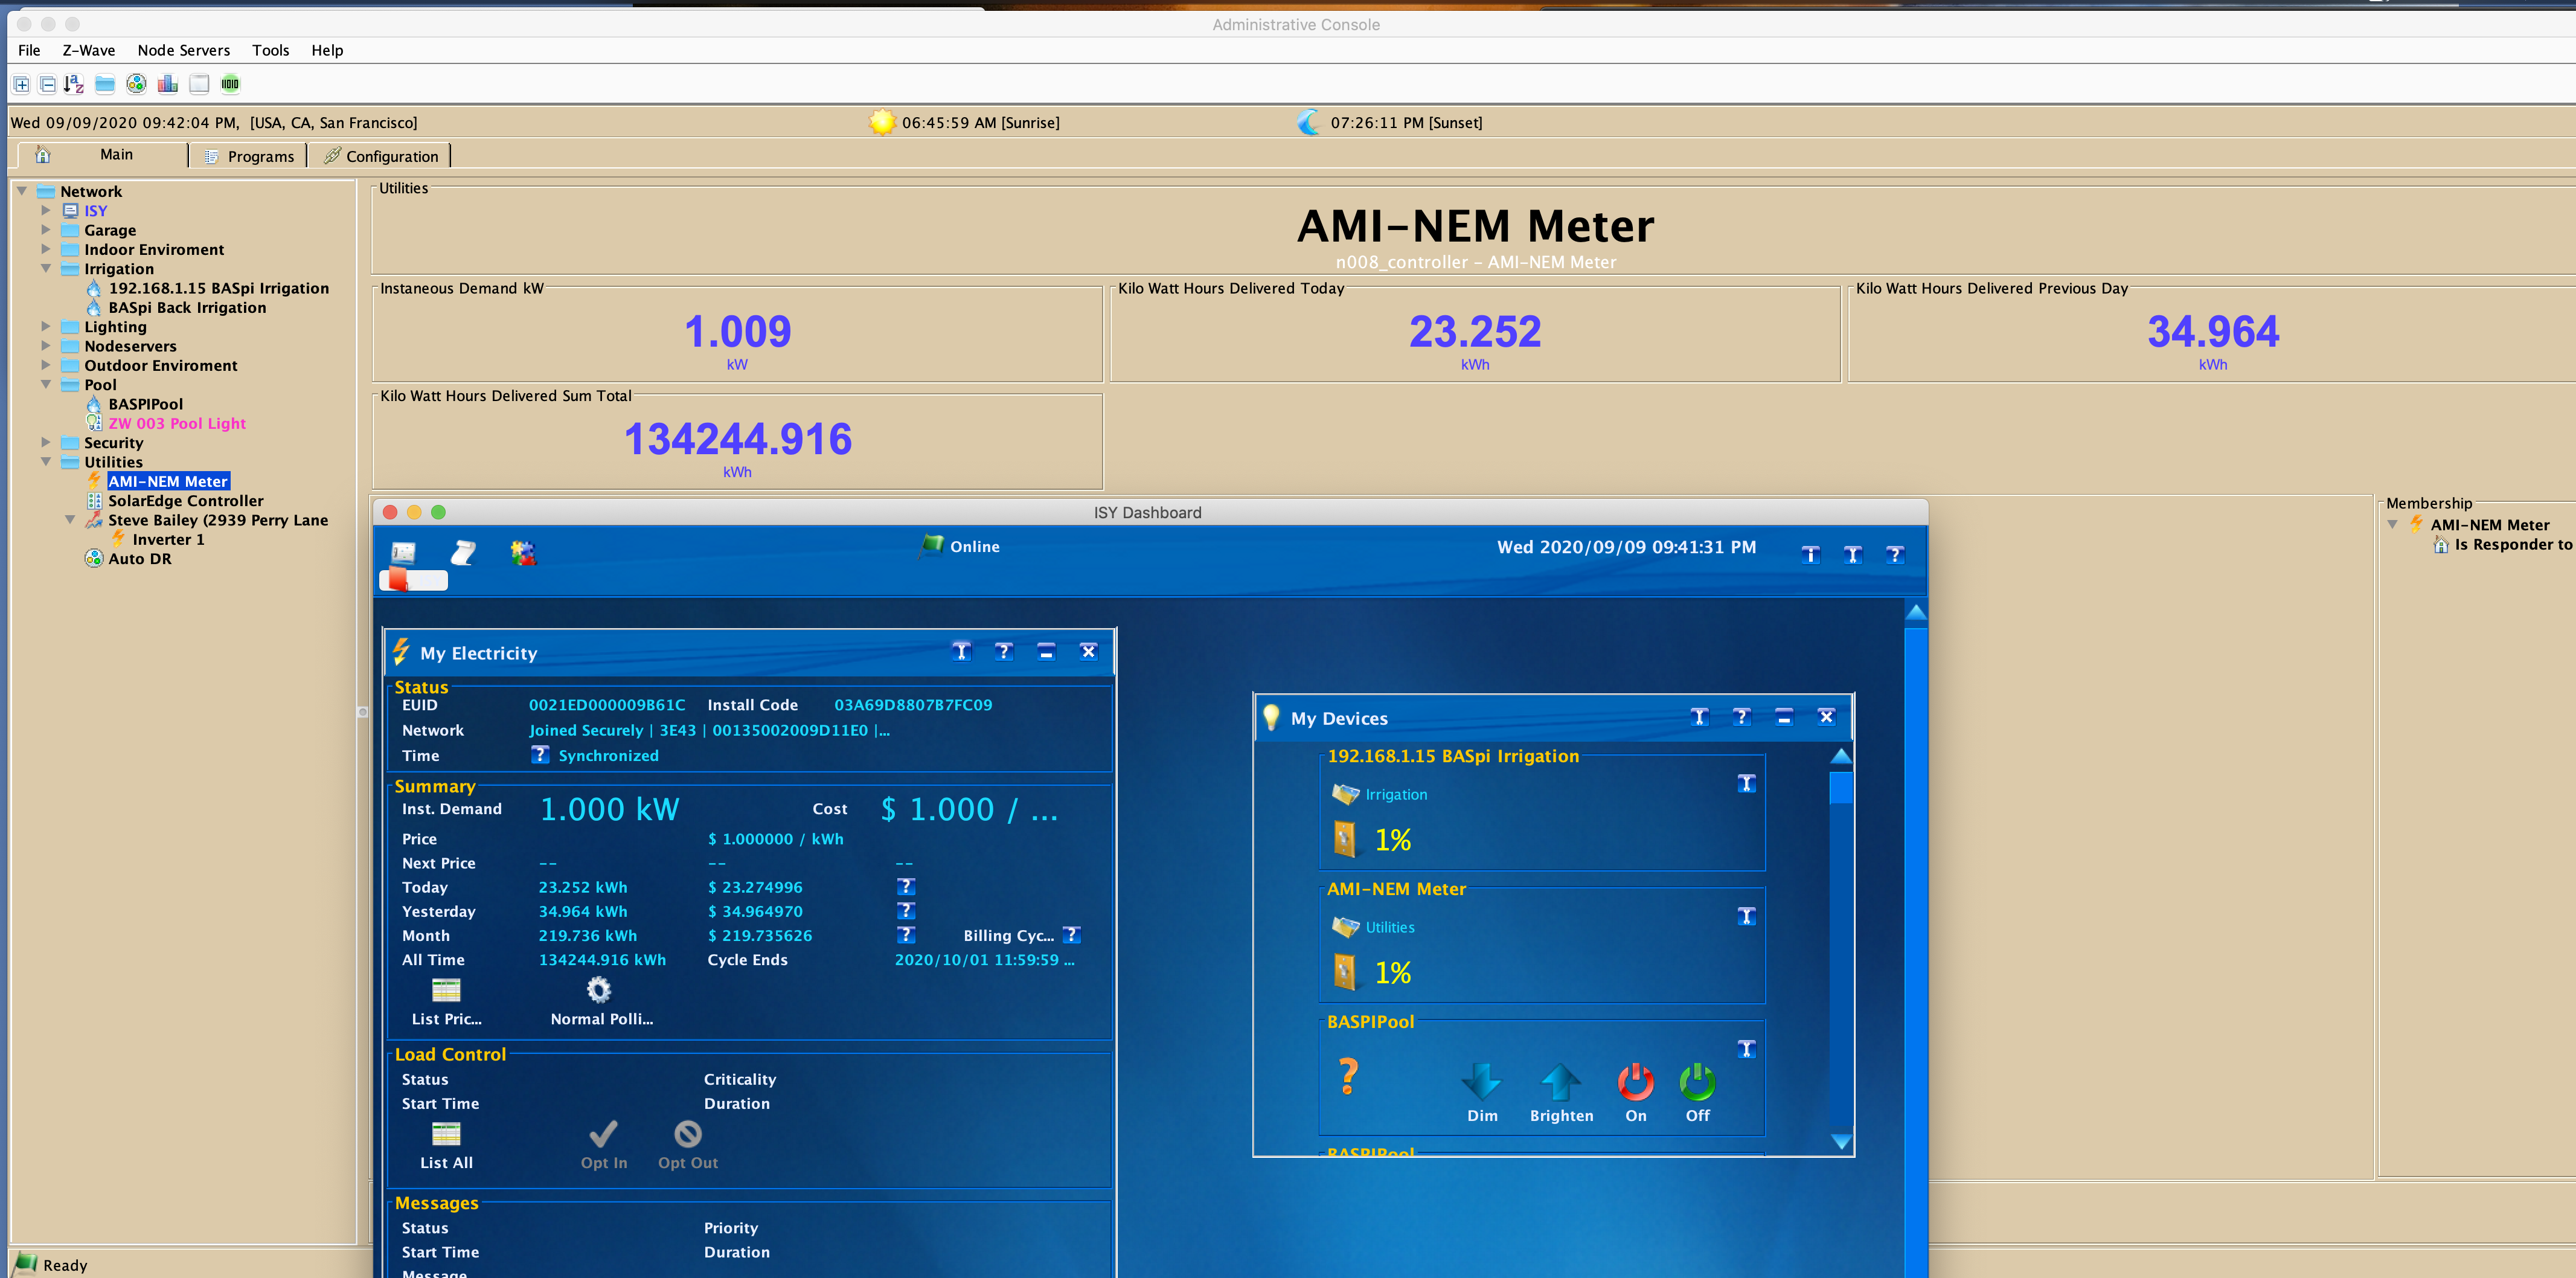 Administrative Console
File Z-Wave Node Servers Tools Help
Wed 09/09/2020 09:42:04 PM, [USA, CA, San Francisco]
06:45:59 AM [Sunrise]
07:26:11 PM [Sunset]
Main Programs Configuration
Network
ISY
Garage
Indoor Enviroment
Irrigation
192.168.1.15 BASpi Irrigation
BASpi Back Irrigation
Lighting
Nodeservers
Outdoor Enviroment
Pool
BASPIPool
ZW 003 Pool Light
Security
Utilities
AMI-NEM Meter
SolarEdge Controller
Steve Bailey (2939 Perry Lane
Inverter 1
Auto DR
Utilities
AMI-NEM Meter
n008_controller - AMI-NEM Meter
Instaneous Demand kW
1.009
kW
Kilo Watt Hours Delivered Today
23.252
kWh
Kilo Watt Hours Delivered Previous Day
34.964
kWh
Kilo Watt Hours Delivered Sum Total
134244.916
kWh
Membership
AMI-NEM Meter
Is Responder to
ISY Dashboard
Online
Wed 2020/09/09 09:41:31 PM
My Electricity
Status
EUID 0021ED000009B61C Install Code 03A69D8807B7FC09
Network Joined Securely | 3E43 | 00135002009D11E0 |...
Time ? Synchronized
Summary
Inst. Demand 1.000 kW Cost $ 1.000 / ...
Price $ 1.000000 / kWh
Next Price -- -- --
Today 23.252 kWh $ 23.274996 ?
Yesterday 34.964 kWh $ 34.964970 ?
Month 219.736 kWh $ 219.735626 ? Billing Cyc... ?
All Time 134244.916 kWh Cycle Ends 2020/10/01 11:59:59 ...
List Pric... Normal Polli...
Load Control
Status Criticality
Start Time Duration
List All Opt In Opt Out
Messages
Status Priority
Start Time Duration
Message
My Devices
192.168.1.15 BASpi Irrigation
Irrigation
1%
AMI-NEM Meter
Utilities
1%
BASPIPool
?
Dim Brighten On Off
BASPIPool
Ready